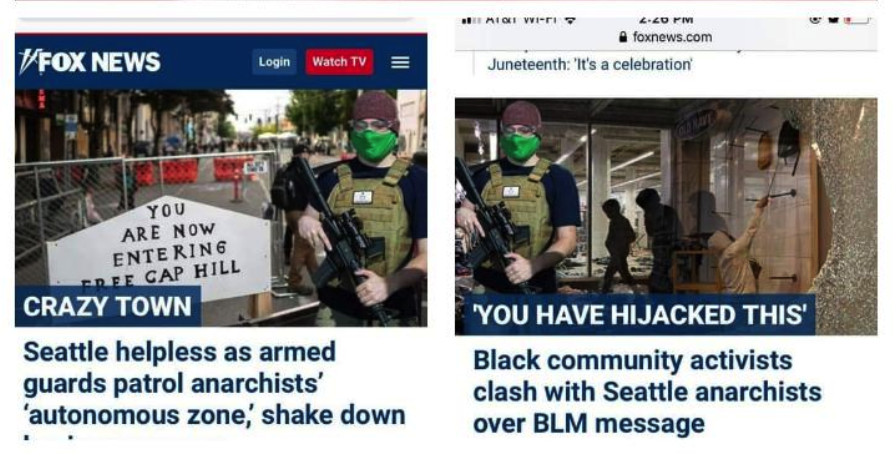 FOX NEWS
Login
Watch TV
YOU
ARE NOW
ENTERING
FREE CAP HILL
CRAZY TOWN
Seattle helpless as armed
guards patrol anarchists'
'autonomous zone,' shake down
AT&T Wi-Fi
2:26 PM
foxnews.com
Juneteenth: 'It's a celebration'
OLD NAVY
'YOU HAVE HIJACKED THIS'
Black community activists
clash with Seattle anarchists
over BLM message